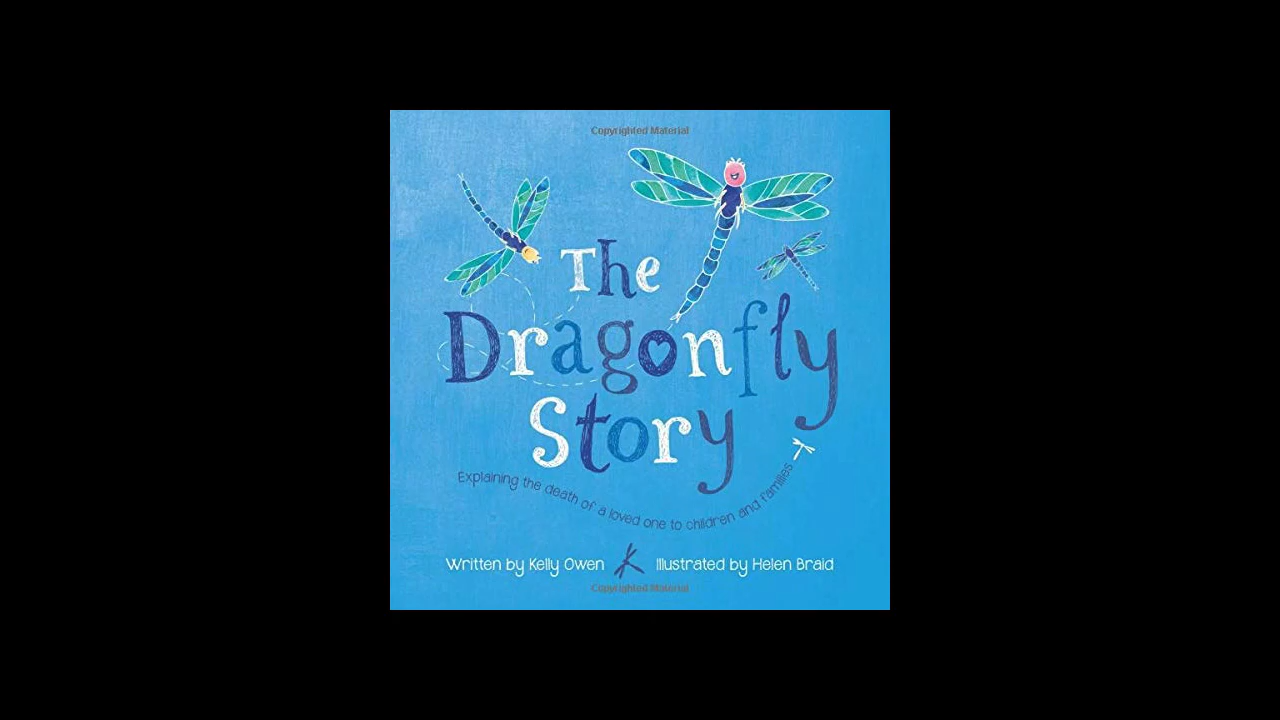 Copyrighted Material
The
Dragonfly
Story
Explaining the death of a loved one to children and families
Written by Kelly Owen Illustrated by Helen Braid
Copyrighted Material